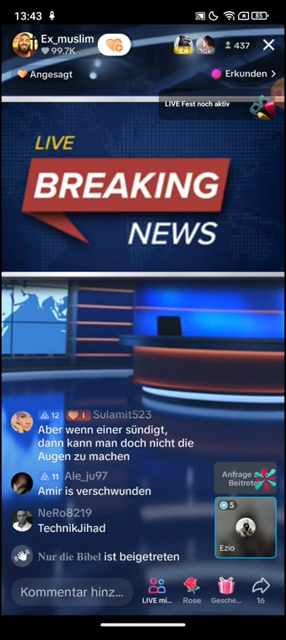 13:43
85
Ex_muslim
99.7K
437
Angesagt
Erkunden
LIVE Fest noch aktiv
LIVE
BREAKING
NEWS
12
Sulamit523
Aber wenn einer sündigt,
dann kann man doch nicht die
Augen zu machen
11 Ale_ju97
Amir is verschwunden
NeRo8219
TechnikJihad
Nur die Bibel ist beigetreten
Anfrage
Beitreten
5
Ezio
Kommentar hinz...
LIVE mi...
Rose
Gesche...
16